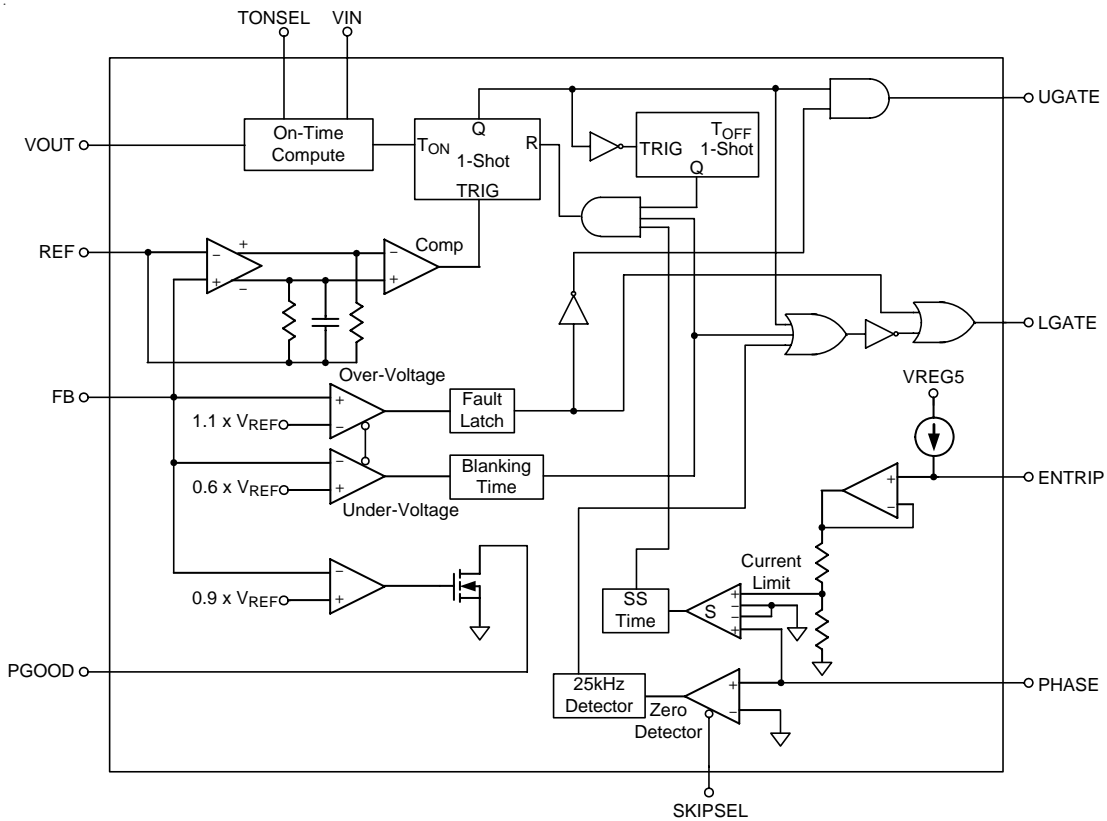 TONSEL
VIN
UGATE
VOUT
On-Time
Compute
TON
Q
1-Shot
R
TRIG
TOFF
TRIG
1-Shot
Q
REF
−
+
+
−
−
+
Comp
LGATE
FB
Over-Voltage
+
−
1.1 x VREF
Fault
Latch
VREG5
−
+
0.6 x VREF
Under-Voltage
Blanking
Time
+
−
ENTRIP
−
+
0.9 x VREF
Current
Limit
SS
Time
S
+
−
−
+
PGOOD
25kHz
Detector
Zero
Detector
+
−
PHASE
SKIPSEL